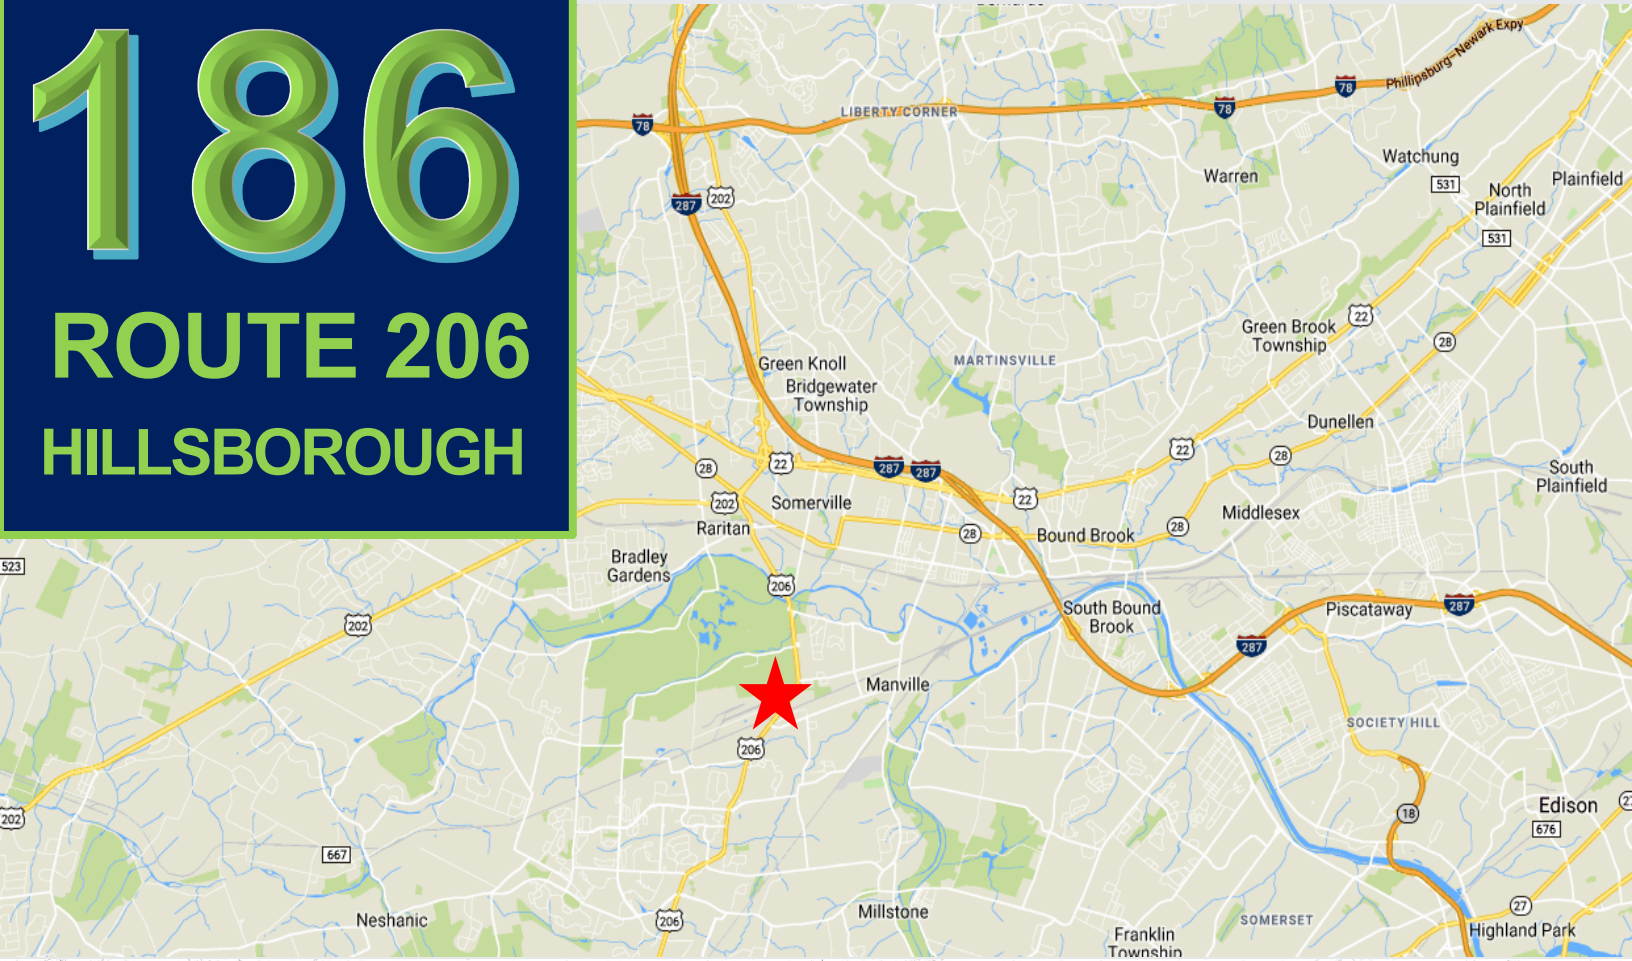 186
ROUTE 206
HILLSBOROUGH
Phillipsburg-Newark Expy
78
78
78
LIBERTY CORNER
Watchung
Warren
531
North
Plainfield
Plainfield
202
287
531
22
Green Brook
Township
28
MARTINSVILLE
Green Knoll
Bridgewater
Township
Dunellen
22
28
28
22
287
287
22
202
Somerville
South
Plainfield
Raritan
28
Bound Brook
28
Middlesex
Bradley
Gardens
523
206
202
South Bound
Brook
Piscataway
287
287
Manville
SOCIETY HILL
206
202
18
Edison
676
27
667
Neshanic
206
Millstone
SOMERSET
27
Highland Park
Franklin
Township